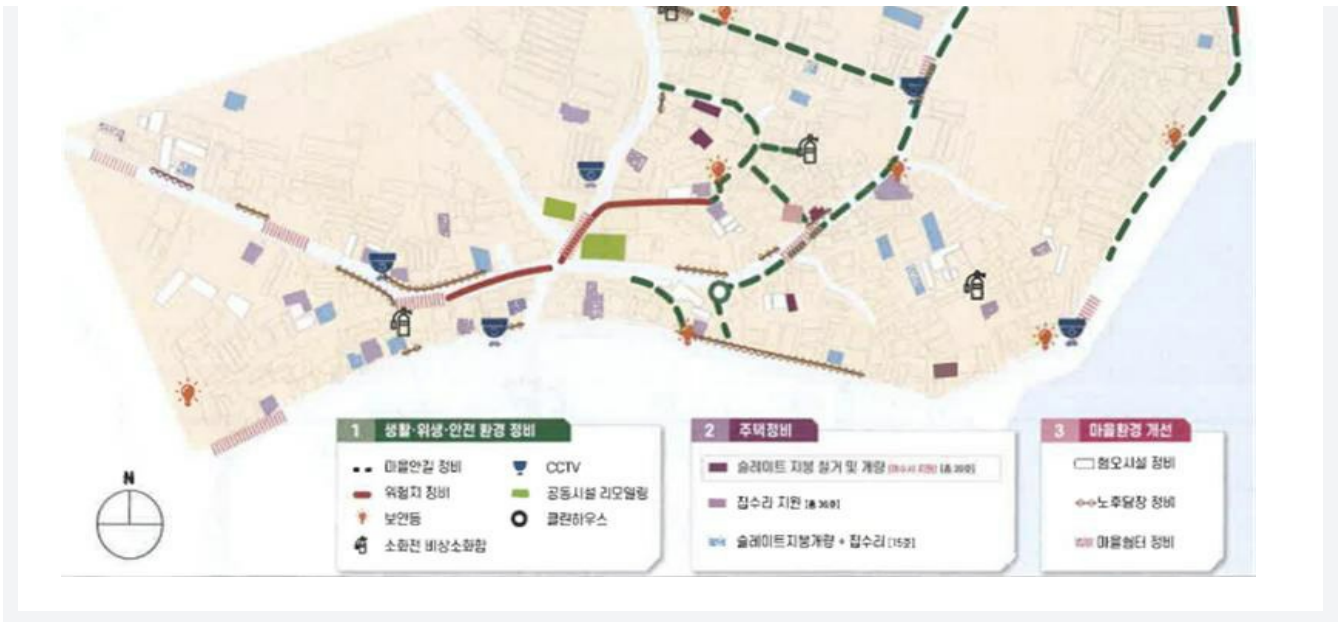 N
1 생활·위생·안전 환경 정비
마을안길 정비
위험지 정비
보안등
소화전 비상소화함
CCTV
공동시설 리모델링
클린하우스
2 주택정비
슬레이트 지붕 철거 및 개량
집수리 지원
슬레이트지붕개량 + 집수리 [15호]
3 마을환경 개선
혐오시설 정비
노후담장 정비
마을쉼터 정비